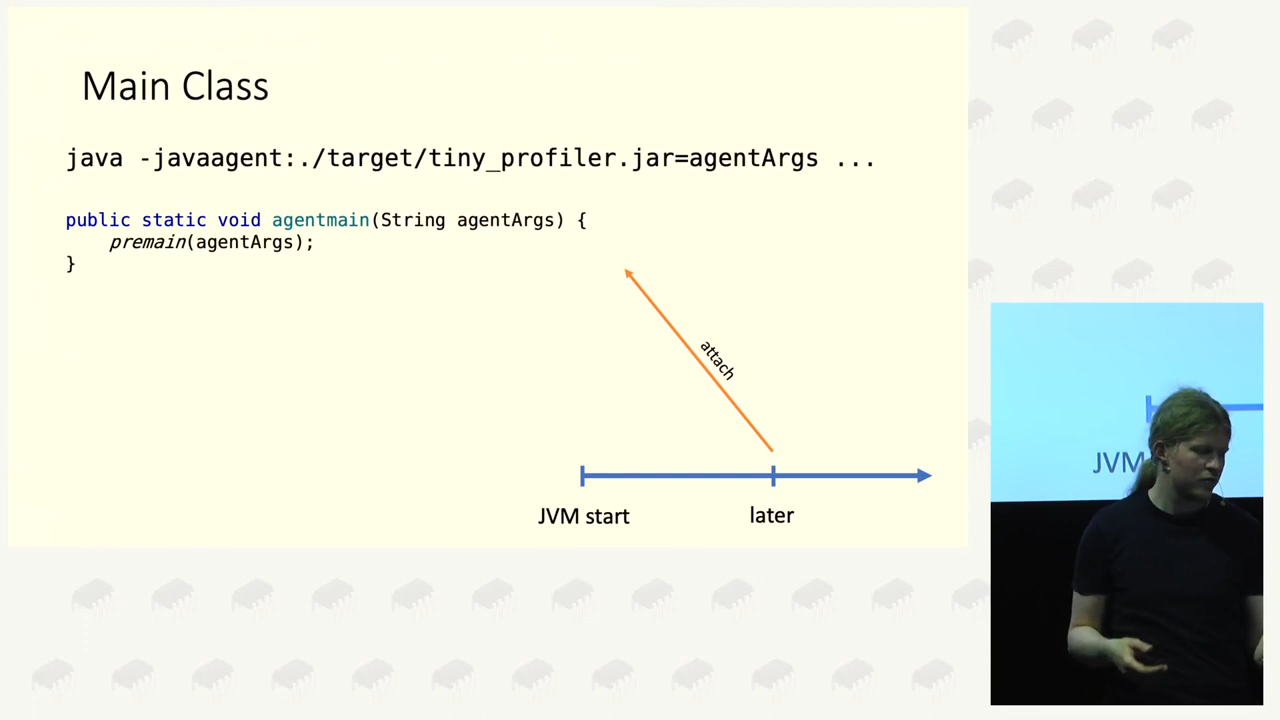 Main Class
java -javaagent:./target/tiny_profiler.jar=agentArgs ...
public static void agentmain(String agentArgs) {
    premain(agentArgs);
}
attach
JVM start
later
JVM